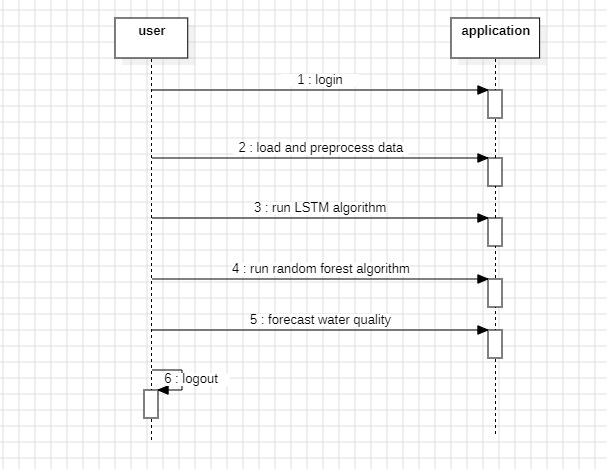 user
application
1 : login
2 : load and preprocess data
3 : run LSTM algorithm
4 : run random forest algorithm
5 : forecast water quality
6 : logout